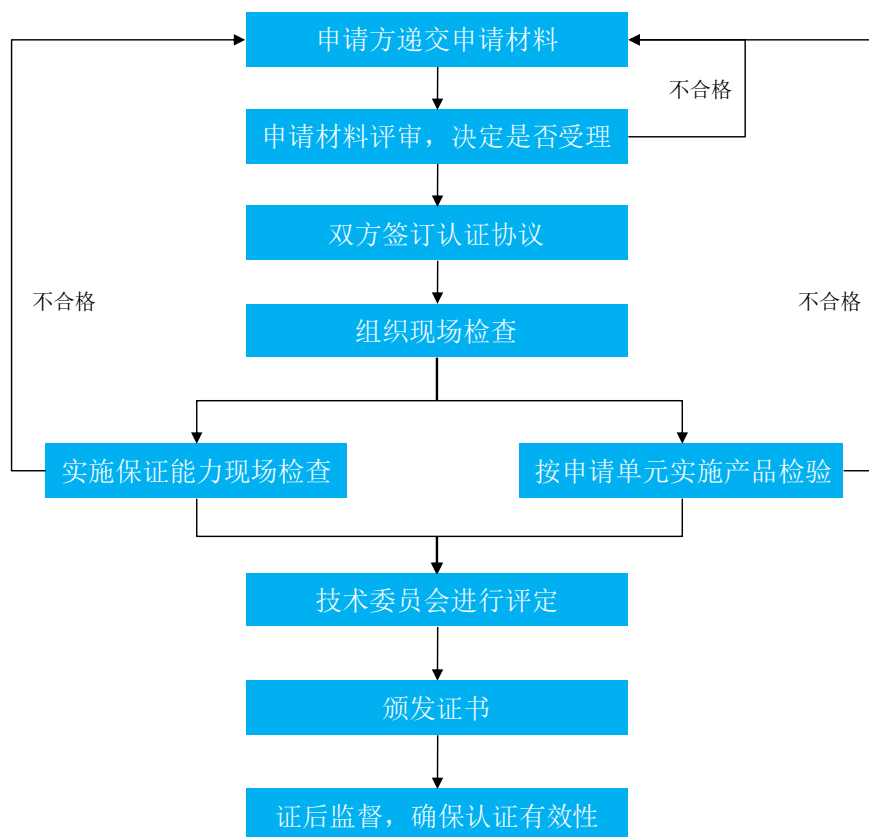 申请方递交申请材料
不合格
申请材料评审，决定是否受理
双方签订认证协议
不合格
不合格
组织现场检查
实施保证能力现场检查
按申请单元实施产品检验
技术委员会进行评定
颁发证书
证后监督，确保认证有效性